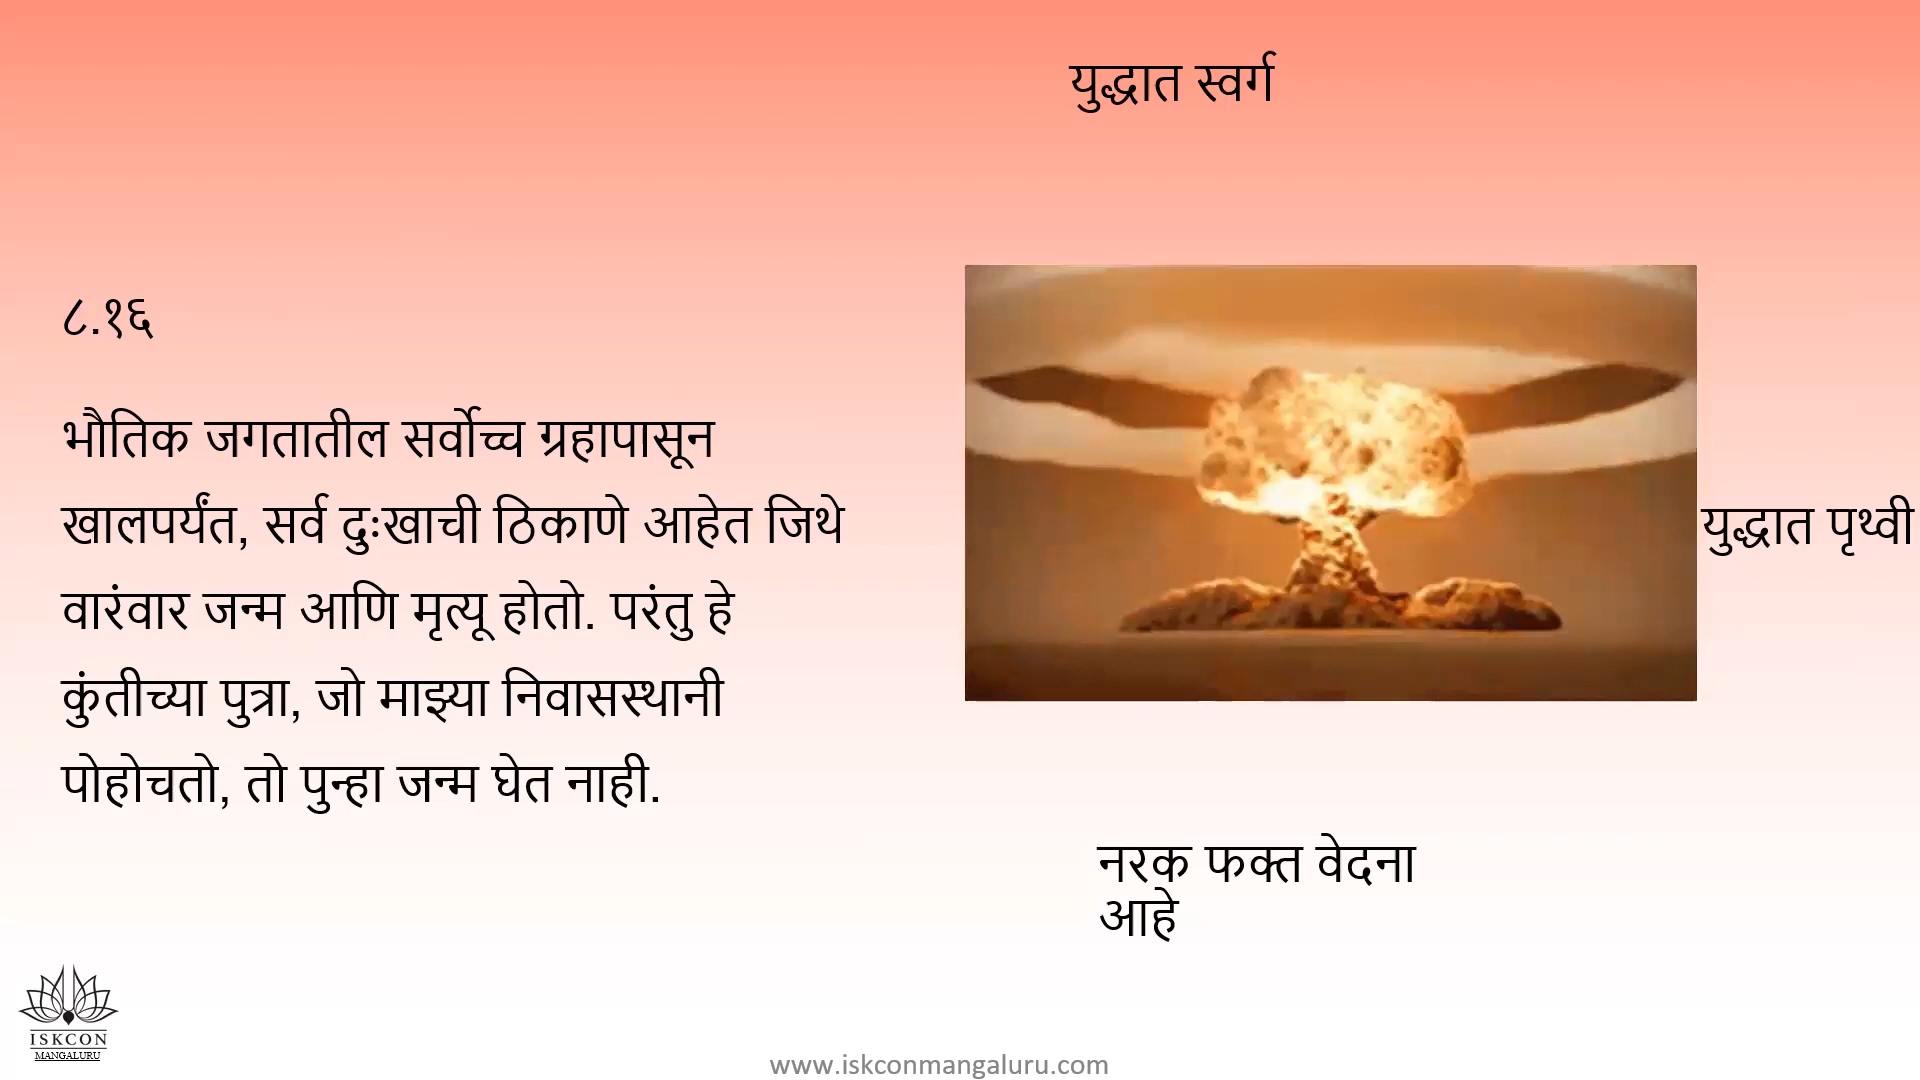 युद्धात स्वर्ग
८.१६
भौतिक जगतातील सर्वोच्च ग्रहापासून
खालपर्यंत, सर्व दुःखाची ठिकाणे आहेत जिथे
वारंवार जन्म आणि मृत्यू होतो. परंतु हे
कुंतीच्या पुत्रा, जो माझ्या निवासस्थानी
पोहोचतो, तो पुन्हा जन्म घेत नाही.
युद्धात पृथ्वी
नरक फक्त वेदना
आहे
ISKCON
MANGALURU
www.iskconmangaluru.com